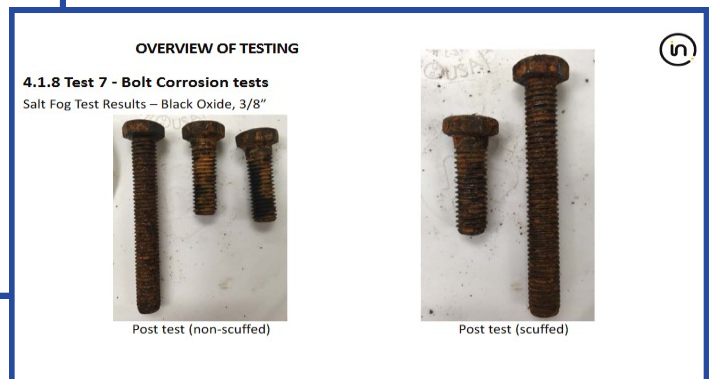 OVERVIEW OF TESTING
in
4.1.8 Test 7 - Bolt Corrosion tests
Salt Fog Test Results – Black Oxide, 3/8”
Post test (non-scuffed)
Post test (scuffed)